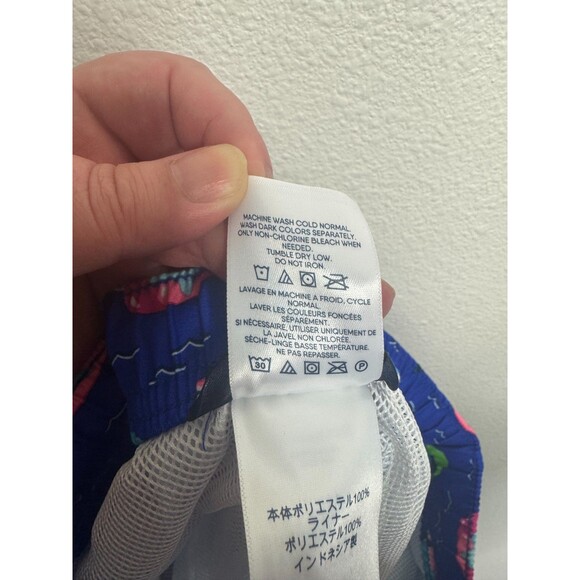 MACHINE WASH COLD NORMAL.
WASH DARK COLORS SEPARATELY.
ONLY NON-CHLORINE BLEACH WHEN
NEEDED.
TUMBLE DRY LOW.
DO NOT IRON.
LAVAGE EN MACHINE A FROID, CYCLE
NORMAL.
LAVER LES COULEURS FONCÉES
SÉPARÉMENT.
SI NÉCESSAIRE, UTILISER UNIQUEMENT DE
LA JAVEL NON CHLORÉE.
SÈCHE-LINGE BASSE TEMPÉRATURE.
NE PAS REPASSER.
30 P
本体ポリエステル100%
ライナー
ポリエステル100%
インドネシア製